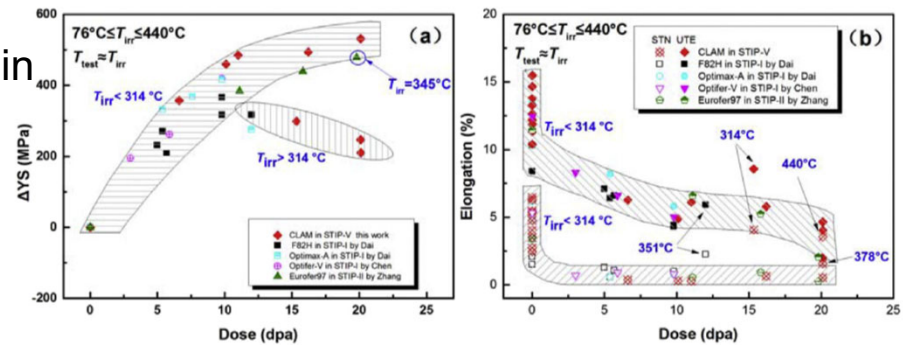 in
76°C≤Tirr≤440°C
Ttest≈Tirr
(a)
Tirr< 314 °C
Tirr=345°C
Tirr> 314 °C
CLAM in STIP-V this work
F82H in STIP-I by Dai
Optimax-A in STIP-I by Dai
Optifer-V in STIP-I by Chen
Eurofer97 in STIP-II by Zhang
ΔYS (MPa)
600
400
200
0
-200
0 5 10 15 20 25
Dose (dpa)
76°C≤Tirr≤440°C
Ttest≈Tirr
(b)
STN UTE
CLAM in STIP-V
F82H in STIP-I by Dai
Optimax-A in STIP-I by Dai
Optifer-V in STIP-I by Chen
Eurofer97 in STIP-II by Zhang
Tirr< 314 °C
314°C
440°C
Tirr< 314 °C
351°C
378°C
Elongation (%)
20
15
10
5
0
0 5 10 15 20 25
Dose (dpa)